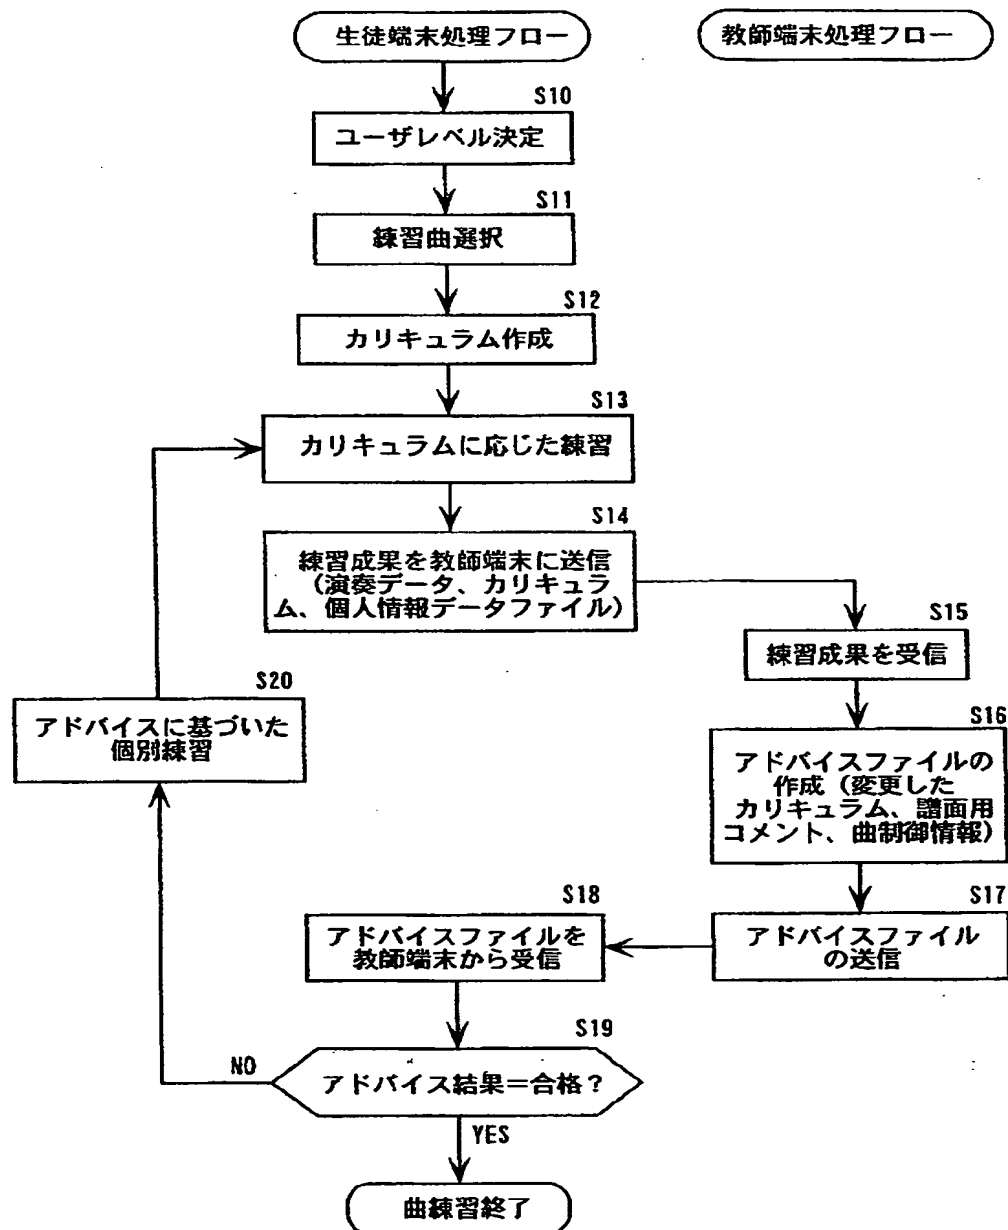 生徒端末処理フロー
教師端末処理フロー
S10
ユーザレベル決定
S11
練習曲選択
S12
カリキュラム作成
S13
カリキュラムに応じた練習
S14
練習成果を教師端末に送信
（演奏データ、カリキュラ
ム、個人情報データファイル）
S15
練習成果を受信
S16
アドバイスファイルの
作成（変更した
カリキュラム、譜面用
コメント、曲制御情報）
S17
アドバイスファイル
の送信
S18
アドバイスファイルを
教師端末から受信
S19
アドバイス結果＝合格？
NO
YES
S20
アドバイスに基づいた
個別練習
曲練習終了